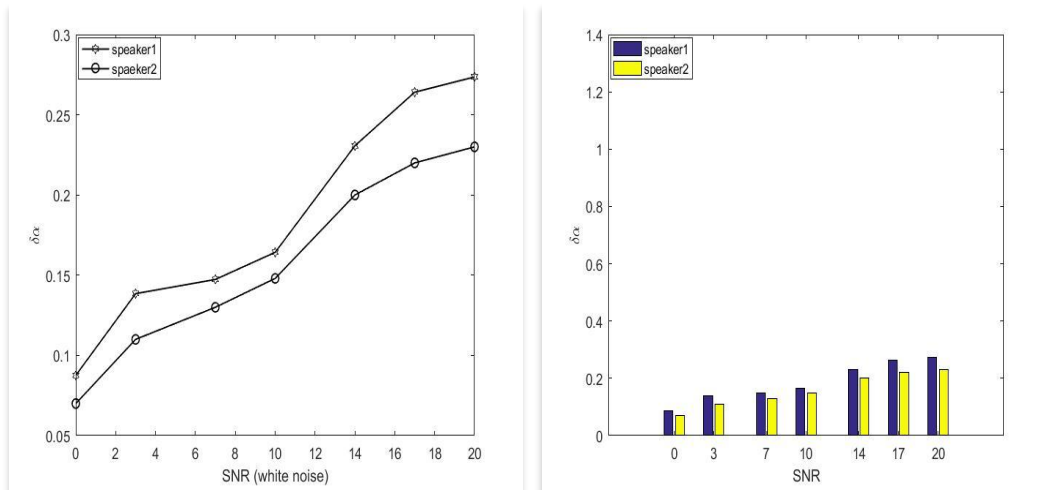 0.3
0.25
0.2
0.15
0.1
0.05
δα
speaker1
spaeker2
0 2 4 6 8 10 12 14 16 18 20
SNR (white noise)
1.4
1.2
1
0.8
0.6
0.4
0.2
0
δα
speaker1
speaker2
0 3 7 10 14 17 20
SNR